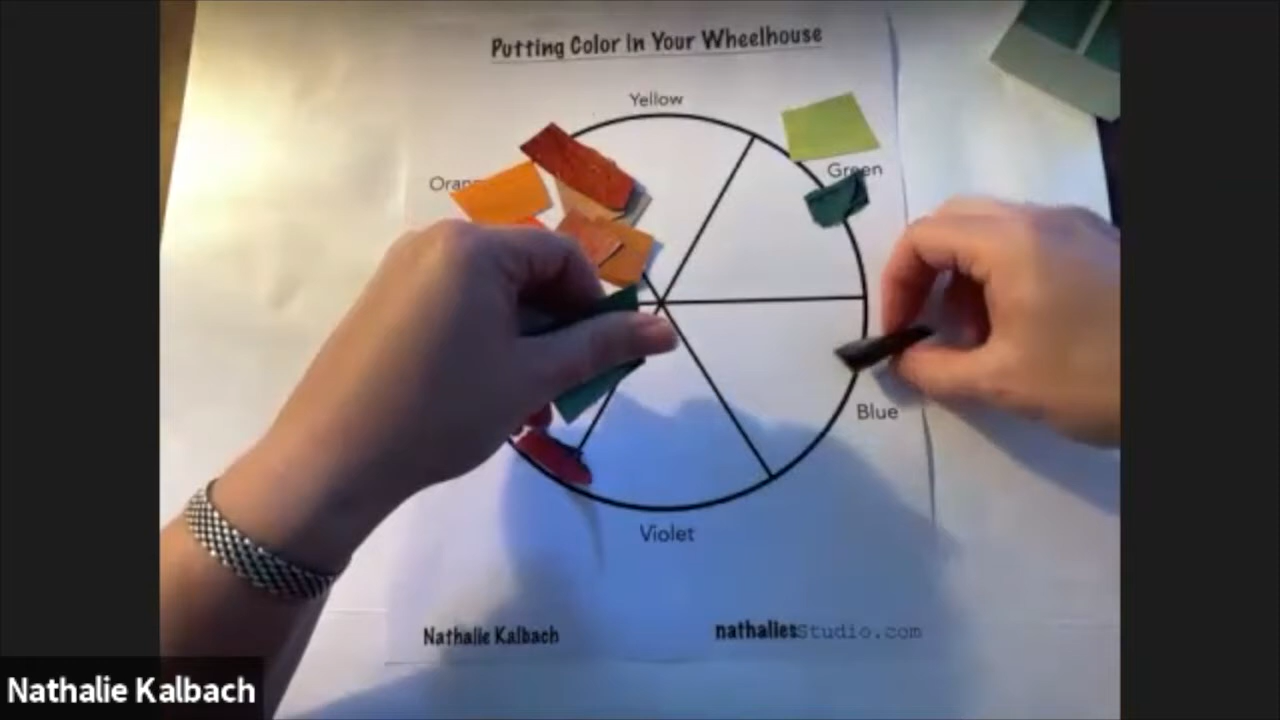 Putting Color In Your Wheelhouse
Yellow
Green
Blue
Violet
Nathalie Kalbach
nathaliesStudio.com
Nathalie Kalbach